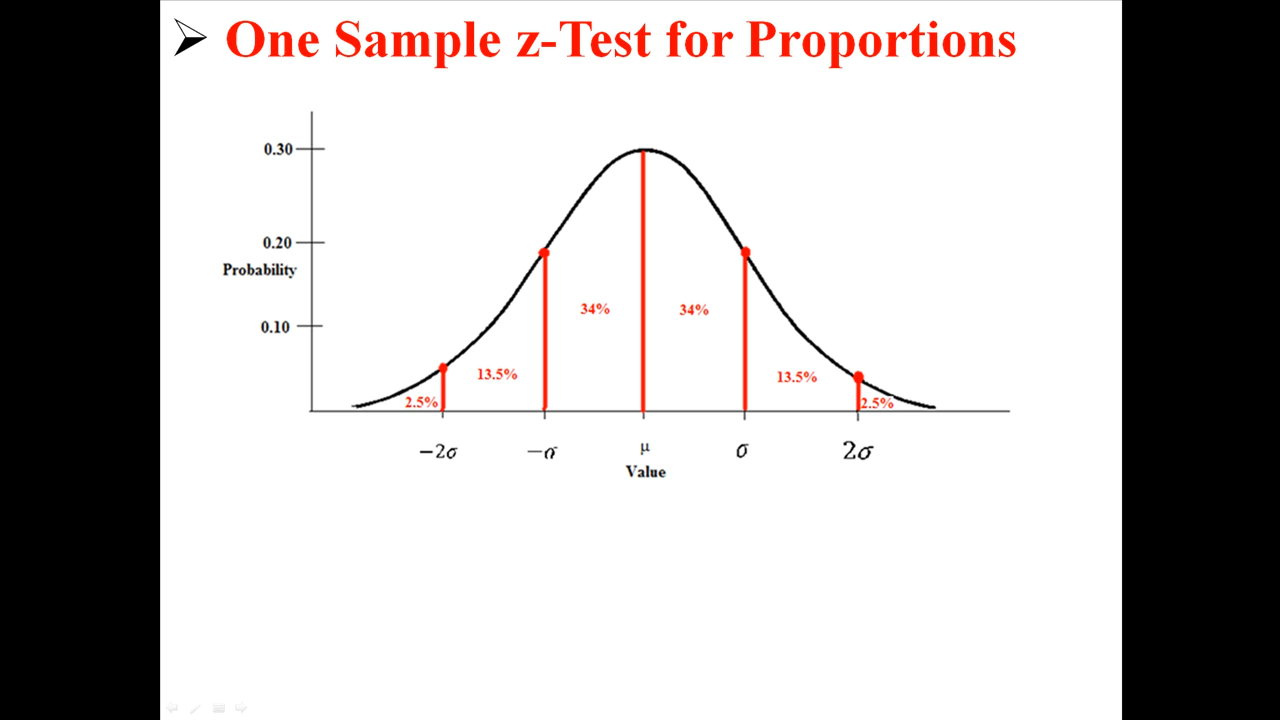 One Sample z-Test for Proportions
0.30
0.20
Probability
0.10
34%
34%
13.5%
13.5%
2.5%
2.5%
−2σ
−σ
μ
σ
2σ
Value